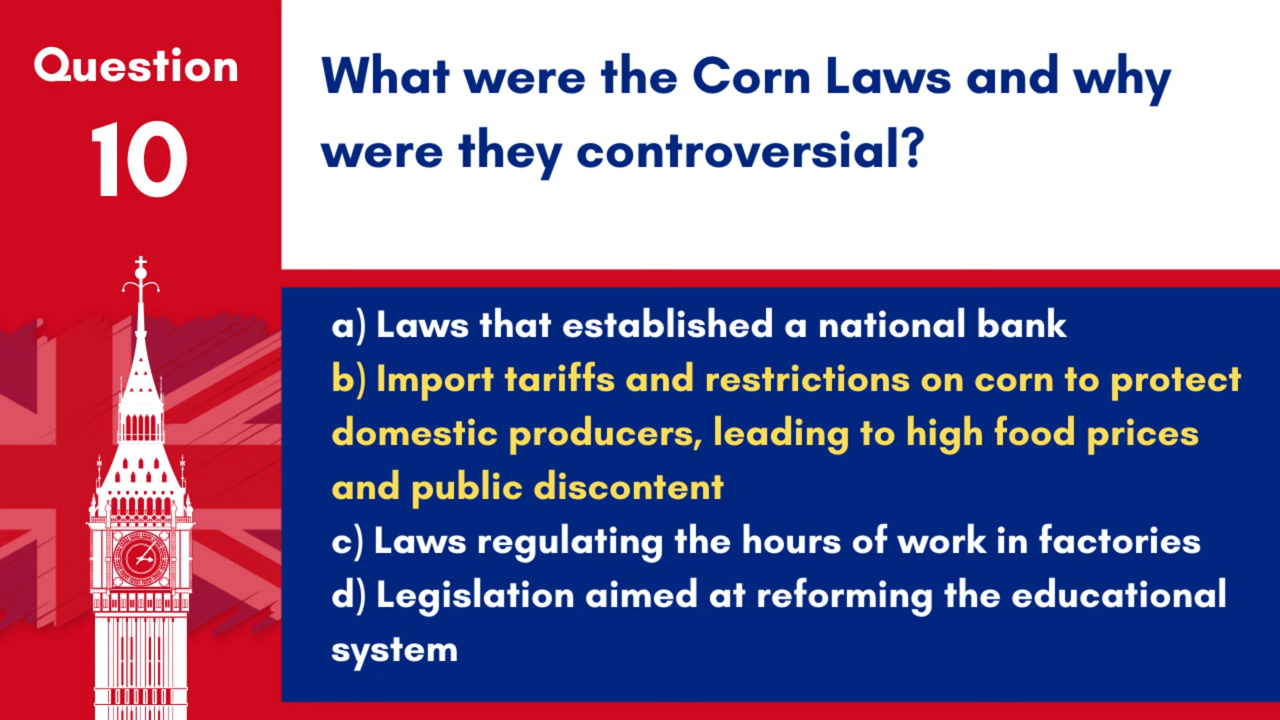 Question
10
What were the Corn Laws and why
were they controversial?
a) Laws that established a national bank
b) Import tariffs and restrictions on corn to protect
domestic producers, leading to high food prices
and public discontent
c) Laws regulating the hours of work in factories
d) Legislation aimed at reforming the educational
system